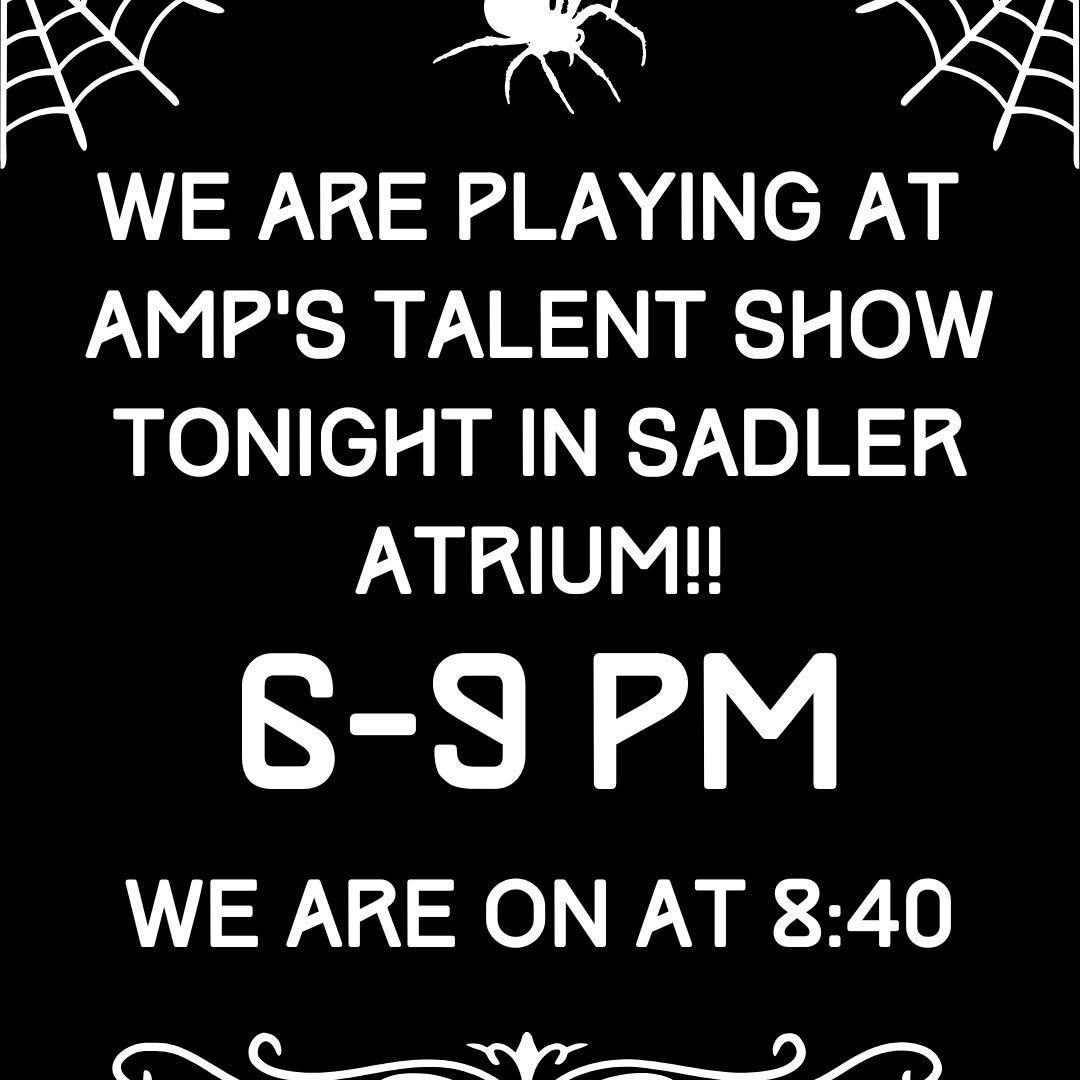 WE ARE PLAYING AT
AMP'S TALENT SHOW
TONIGHT IN SADLER
ATRIUM!!
6-9 PM
WE ARE ON AT 8:40